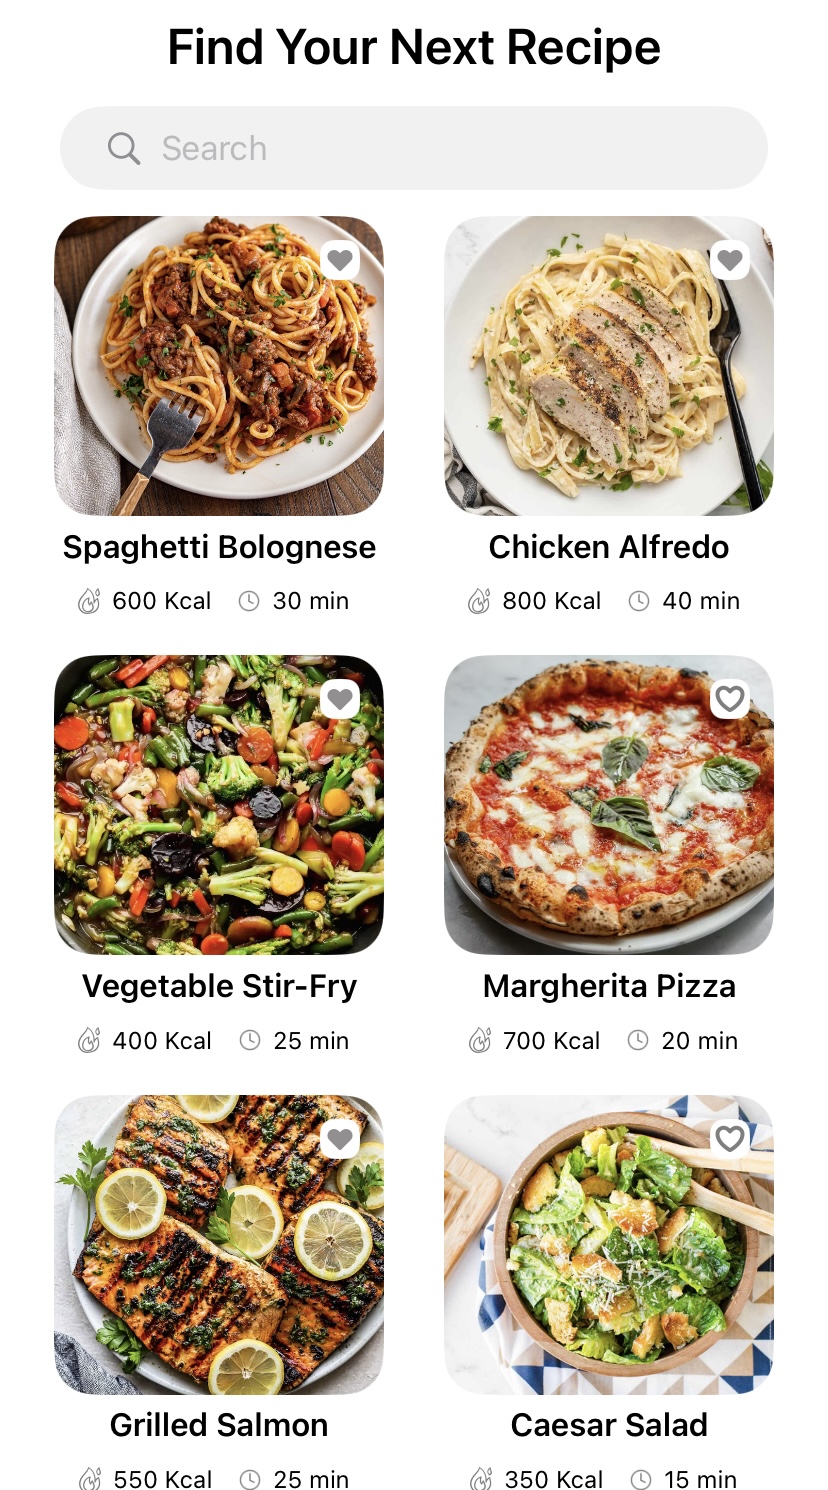 Find Your Next Recipe
Search
Spaghetti Bolognese
600 Kcal 30 min
Chicken Alfredo
800 Kcal 40 min
Vegetable Stir-Fry
400 Kcal 25 min
Margherita Pizza
700 Kcal 20 min
Grilled Salmon
550 Kcal 25 min
Caesar Salad
350 Kcal 15 min